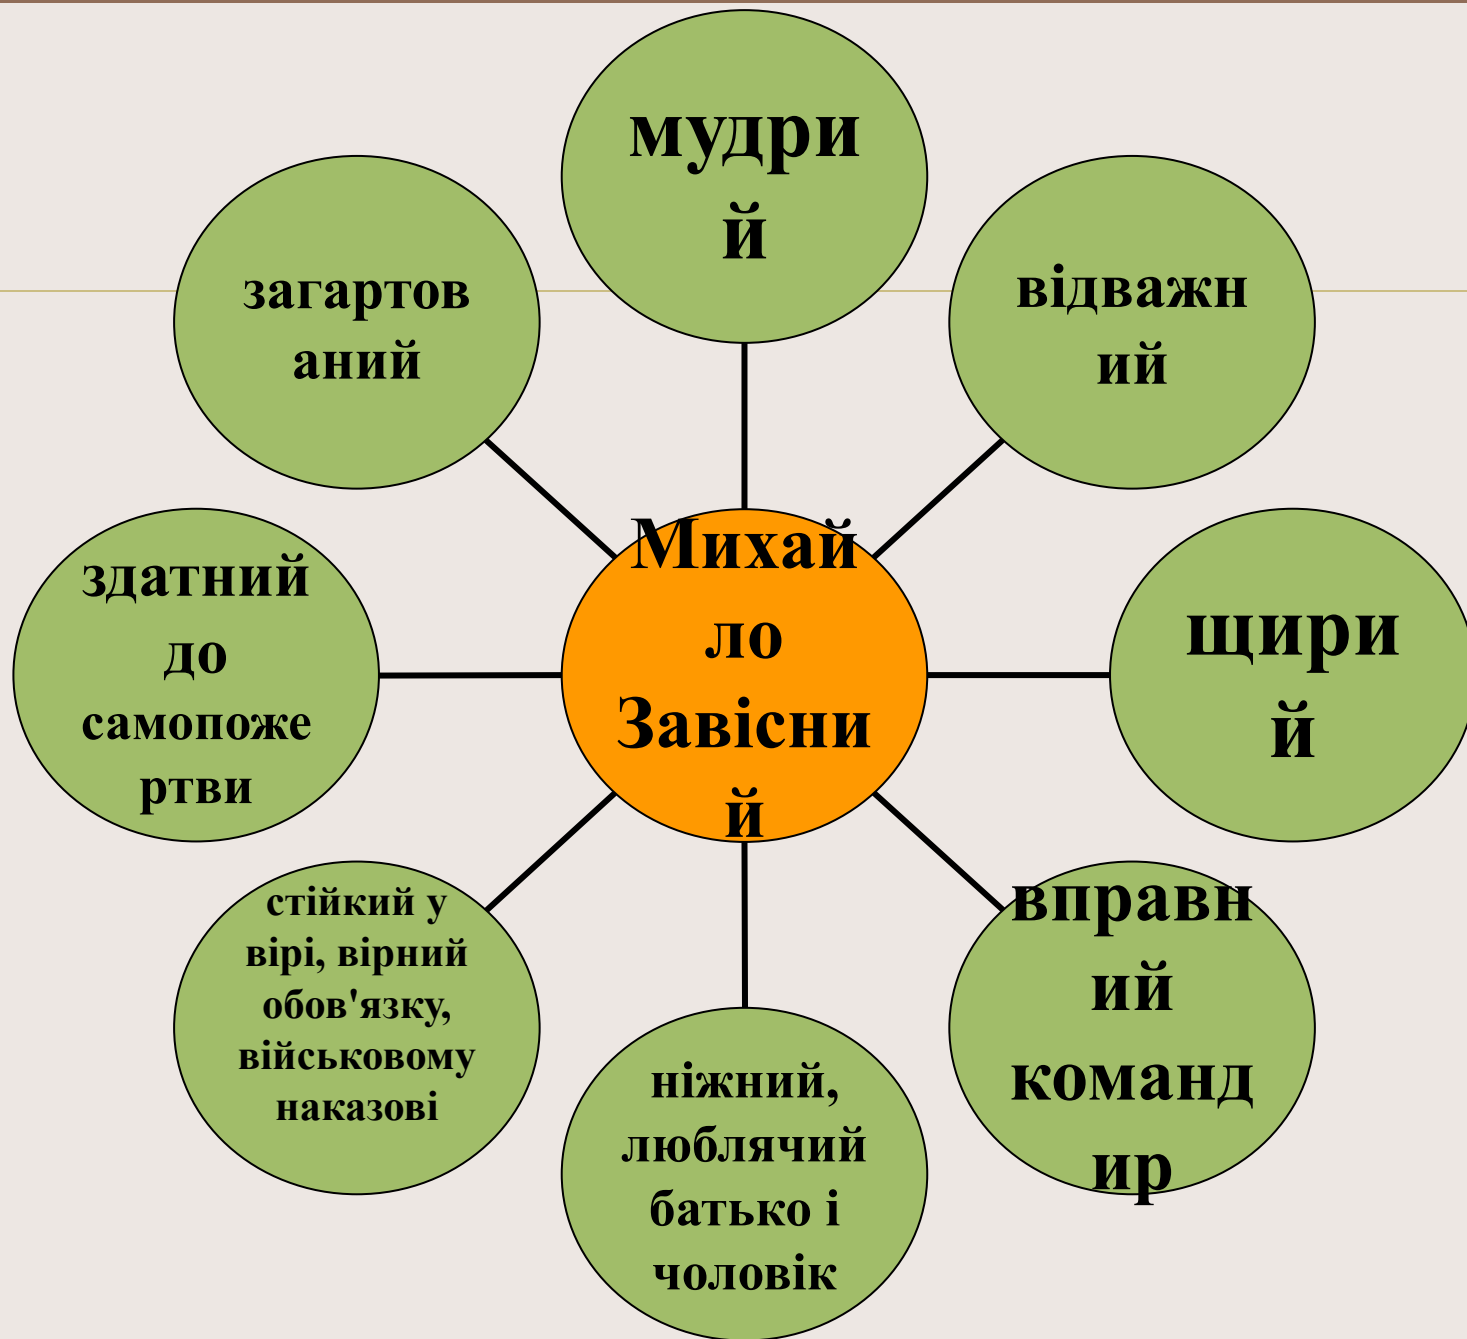 мудри
й
загартов
аний
відважн
ий
здатний
до
самопоже
ртви
Михай
ло
Завісни
й
щири
й
стійкий у
вірі, вірний
обов'язку,
військовому
наказові
ніжний,
люблячий
батько і
чоловік
вправн
ий
команд
ир